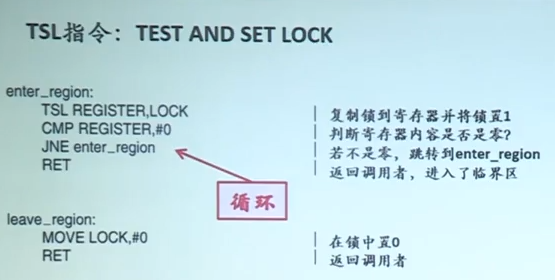 TSL指令：TEST AND SET LOCK
enter_region:
TSL REGISTER,LOCK | 复制锁到寄存器并将锁置1
CMP REGISTER,#0 | 判断寄存器内容是否是零?
JNE enter_region | 若不是零，跳转到enter_region
RET | 返回调用者，进入了临界区
循环
leave_region:
MOVE LOCK,#0 | 在锁中置0
RET | 返回调用者